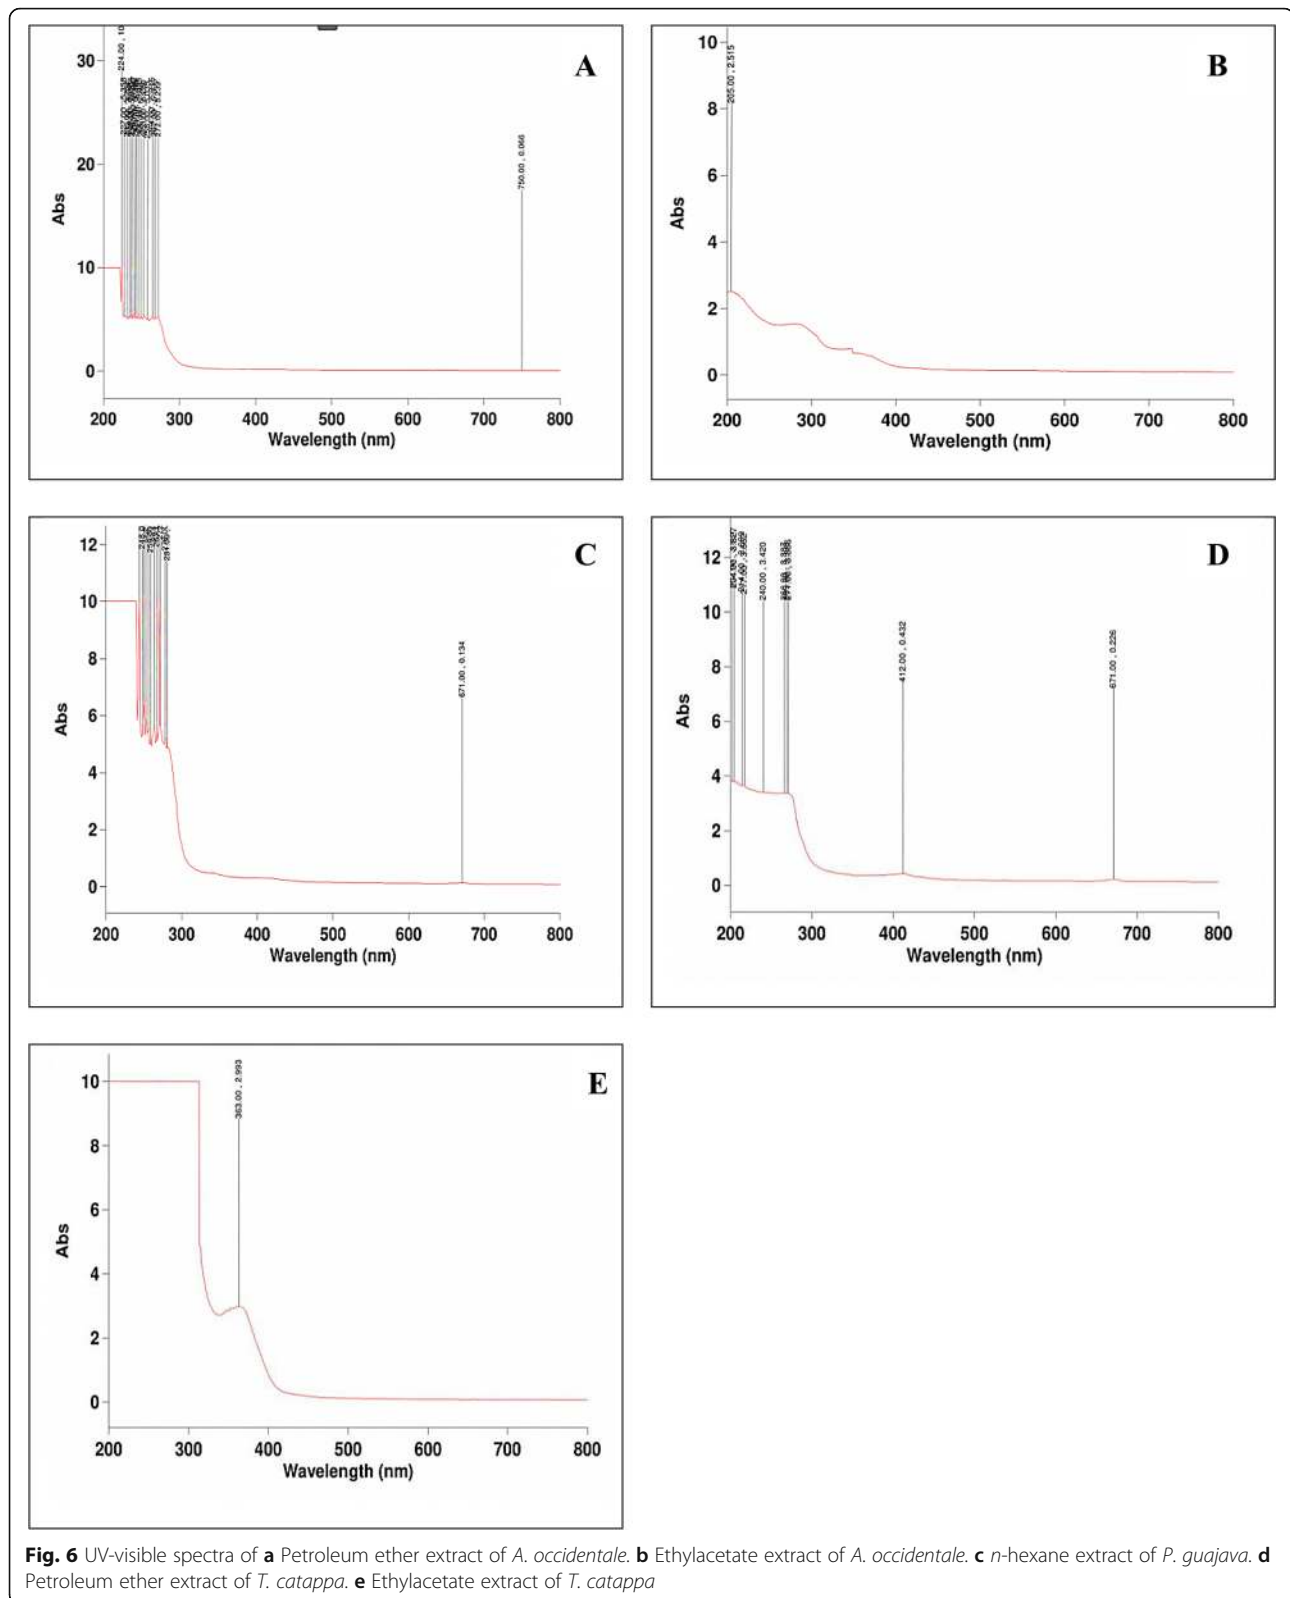 A
30
20
10
0
Abs
224.00 , 10
750.00 , 0.066
200 300 400 500 600 700 800
Wavelength (nm)
B
10
8
6
4
2
0
Abs
205.00 , 2.515
200 300 400 500 600 700 800
Wavelength (nm)
C
12
10
8
6
4
2
0
Abs
671.00 , 0.134
200 300 400 500 600 700 800
Wavelength (nm)
D
12
10
8
6
4
2
0
Abs
240.00 , 3.420
412.00 , 0.432
671.00 , 0.226
200 300 400 500 600 700 800
Wavelength (nm)
E
10
8
6
4
2
0
Abs
363.00 , 2.993
200 300 400 500 600 700 800
Wavelength (nm)
Fig. 6 UV-visible spectra of a Petroleum ether extract of A. occidentale. b Ethylacetate extract of A. occidentale. c n-hexane extract of P. guajava. d
Petroleum ether extract of T. catappa. e Ethylacetate extract of T. catappa